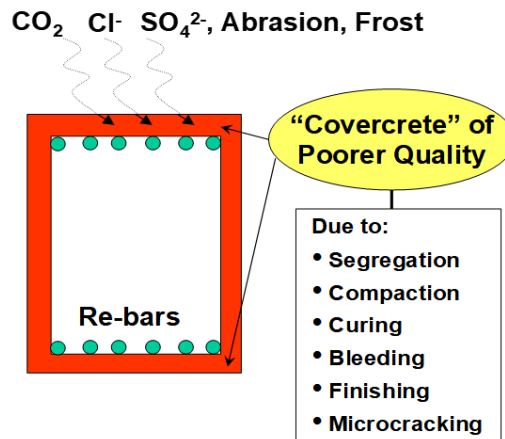 CO₂ Cl⁻ SO₄²⁻, Abrasion, Frost
“Covercrete” of
Poorer Quality
Due to:
• Segregation
• Compaction
• Curing
• Bleeding
• Finishing
• Microcracking
Re-bars